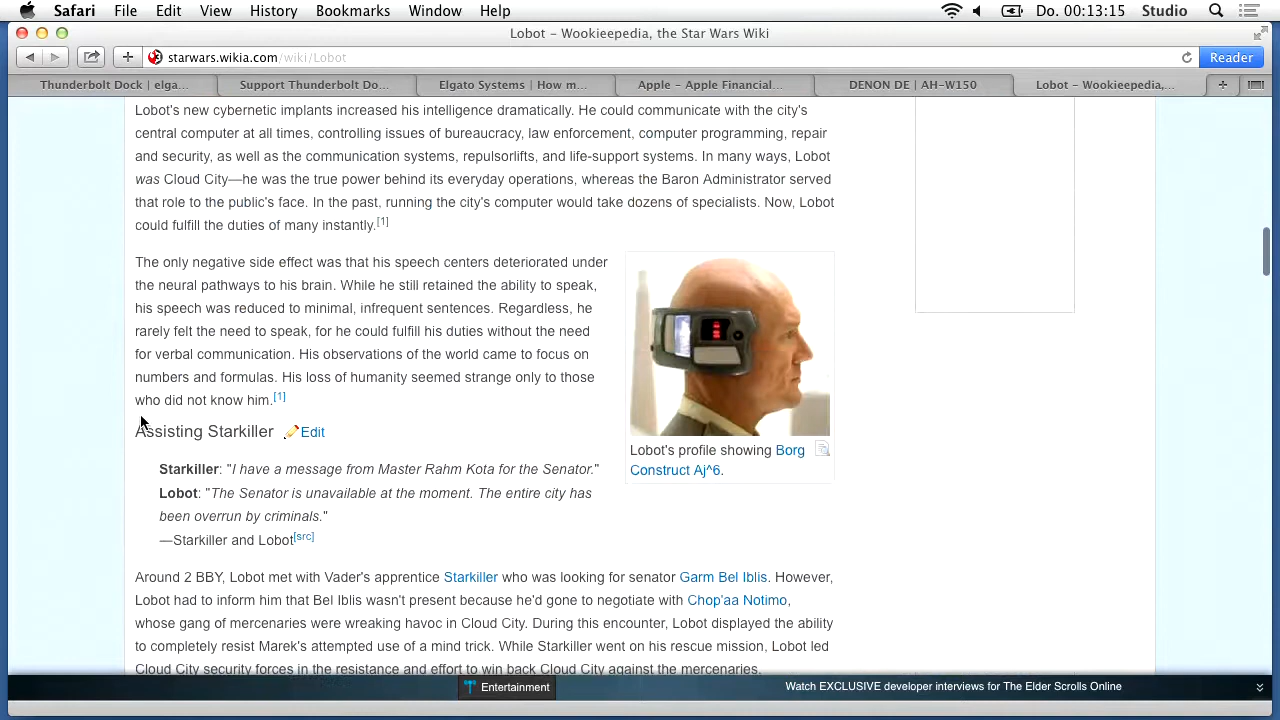 Safari File Edit View History Bookmarks Window Help Do. 00:13:15 Studio
Lobot – Wookieepedia, the Star Wars Wiki
starwars.wikia.com/wiki/Lobot Reader
Thunderbolt Dock | elga... Support Thunderbolt Do... Elgato Systems | How m... Apple – Apple Financial... DENON DE | AH-W150 Lobot – Wookieepedia,...
Lobot's new cybernetic implants increased his intelligence dramatically. He could communicate with the city's
central computer at all times, controlling issues of bureaucracy, law enforcement, computer programming, repair
and security, as well as the communication systems, repulsorlifts, and life-support systems. In many ways, Lobot
was Cloud City—he was the true power behind its everyday operations, whereas the Baron Administrator served
that role to the public's face. In the past, running the city's computer would take dozens of specialists. Now, Lobot
could fulfill the duties of many instantly.[1]
The only negative side effect was that his speech centers deteriorated under
the neural pathways to his brain. While he still retained the ability to speak,
his speech was reduced to minimal, infrequent sentences. Regardless, he
rarely felt the need to speak, for he could fulfill his duties without the need
for verbal communication. His observations of the world came to focus on
numbers and formulas. His loss of humanity seemed strange only to those
who did not know him.[1]
Lobot's profile showing Borg
Construct Aj^6.
Assisting Starkiller Edit
Starkiller: "I have a message from Master Rahm Kota for the Senator."
Lobot: "The Senator is unavailable at the moment. The entire city has
been overrun by criminals."
—Starkiller and Lobot[src]
Around 2 BBY, Lobot met with Vader's apprentice Starkiller who was looking for senator Garm Bel Iblis. However,
Lobot had to inform him that Bel Iblis wasn't present because he'd gone to negotiate with Chop'aa Notimo,
whose gang of mercenaries were wreaking havoc in Cloud City. During this encounter, Lobot displayed the ability
to completely resist Marek's attempted use of a mind trick. While Starkiller went on his rescue mission, Lobot led
Cloud City security forces in the resistance and effort to win back Cloud City against the mercenaries.
Entertainment Watch EXCLUSIVE developer interviews for The Elder Scrolls Online